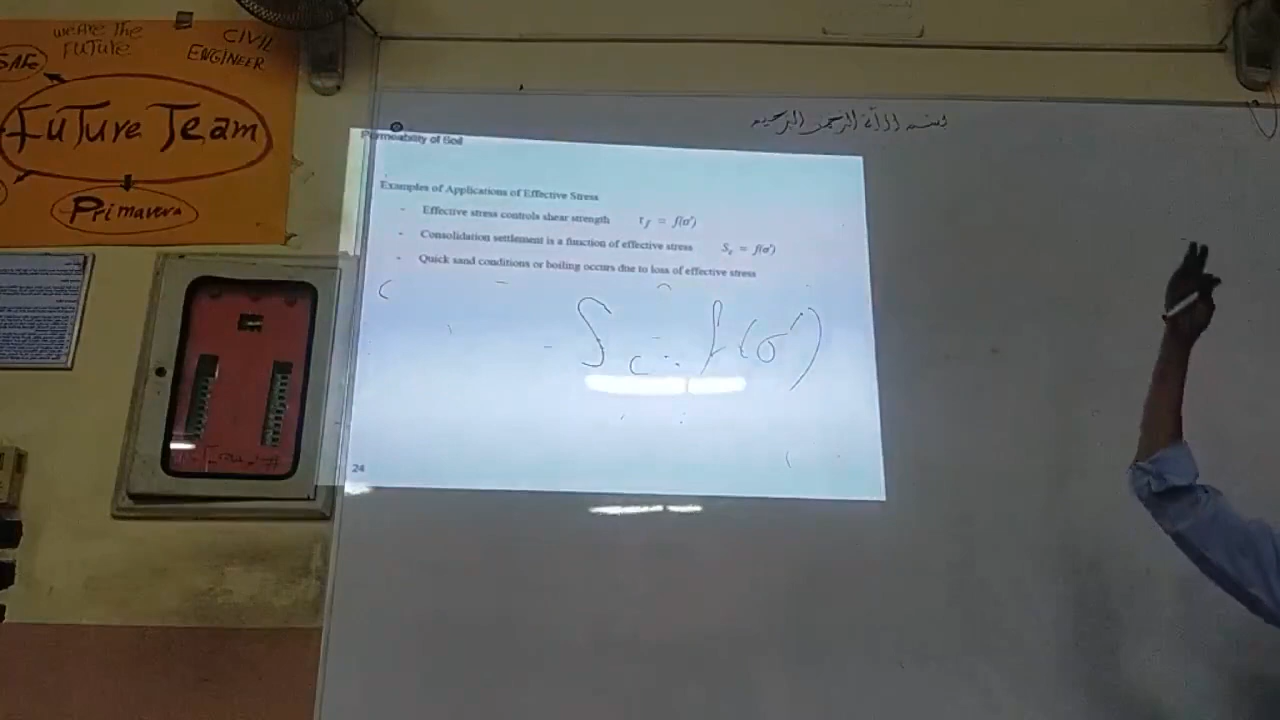 WE ARE THE
FUTURE
CIVIL
ENGINEER
SAFE
FUTURE TEAM
Primavera
بسم الله الرحمن الرحيم
Permeability of Soil
Examples of Applications of Effective Stress
- Effective stress controls shear strength τf = f(σ')
- Consolidation settlement is a function of effective stress Sc = f(σ')
- Quick sand conditions or boiling occurs due to loss of effective stress
Sc = f(σ')
24